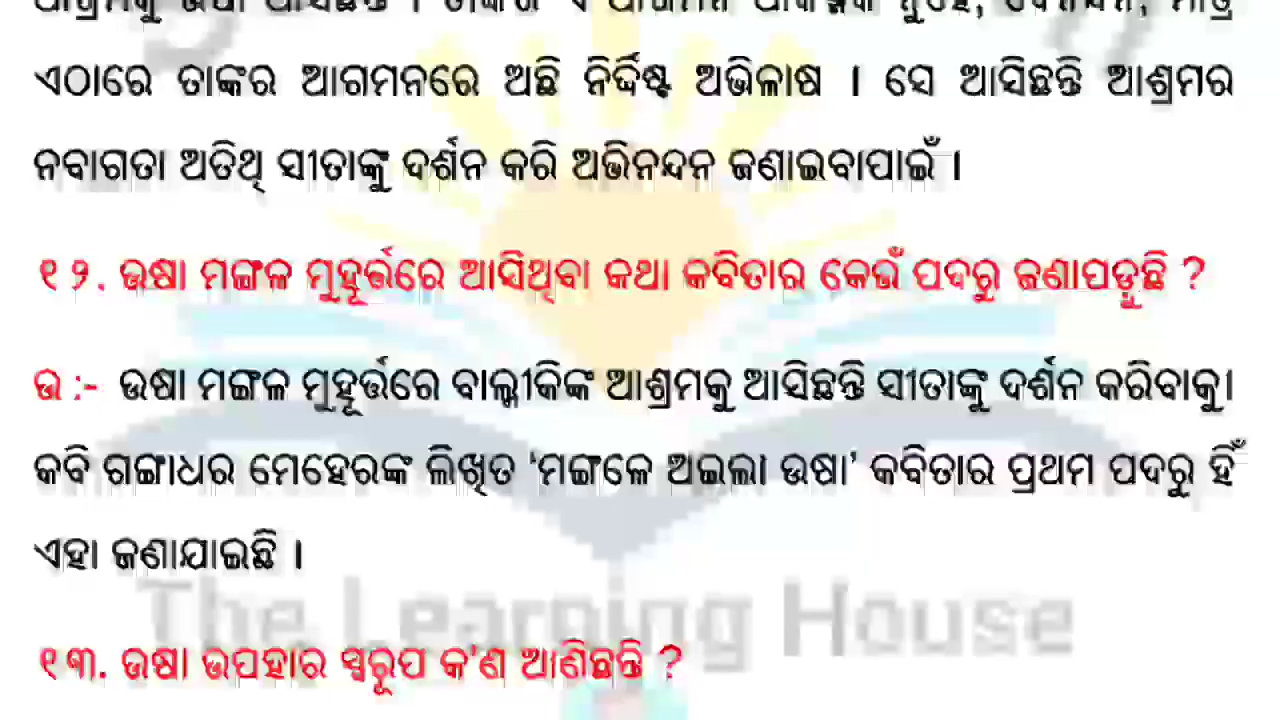 ଏଠାରେ ତାଙ୍କର ଆଗମନରେ ଅଛି ନିର୍ଦ୍ଦିଷ୍ଟ ଅଭିଳାଷ । ସେ ଆସିଛନ୍ତି ଆଶ୍ରମର
ନବାଗତା ଅତିଥି ସୀତାଙ୍କୁ ଦର୍ଶନ କରି ଅଭିନନ୍ଦନ ଜଣାଇବାପାଇଁ ।
୧୨. ଉଷା ମଙ୍ଗଳ ମୁହୂର୍ତ୍ତରେ ଆସିଥିବା କଥା କବିତାର କେଉଁ ପଦରୁ ଜଣାପଡ଼ୁଛି ?
ଉ :- ଉଷା ମଙ୍ଗଳ ମୁହୂର୍ତ୍ତରେ ବାଲ୍ମୀକିଙ୍କ ଆଶ୍ରମକୁ ଆସିଛନ୍ତି ସୀତାଙ୍କୁ ଦର୍ଶନ କରିବାକୁ।
କବି ଗଙ୍ଗାଧର ମେହେରଙ୍କ ଲିଖିତ ‘ମଙ୍ଗଳେ ଅଇଲା ଉଷା’ କବିତାର ପ୍ରଥମ ପଦରୁ ହିଁ
ଏହା ଜଣାଯାଇଛି ।
The Learning House
୧୩. ଉଷା ଉପହାର ସ୍ୱରୂପ କ’ଣ ଆଣିଛନ୍ତି ?